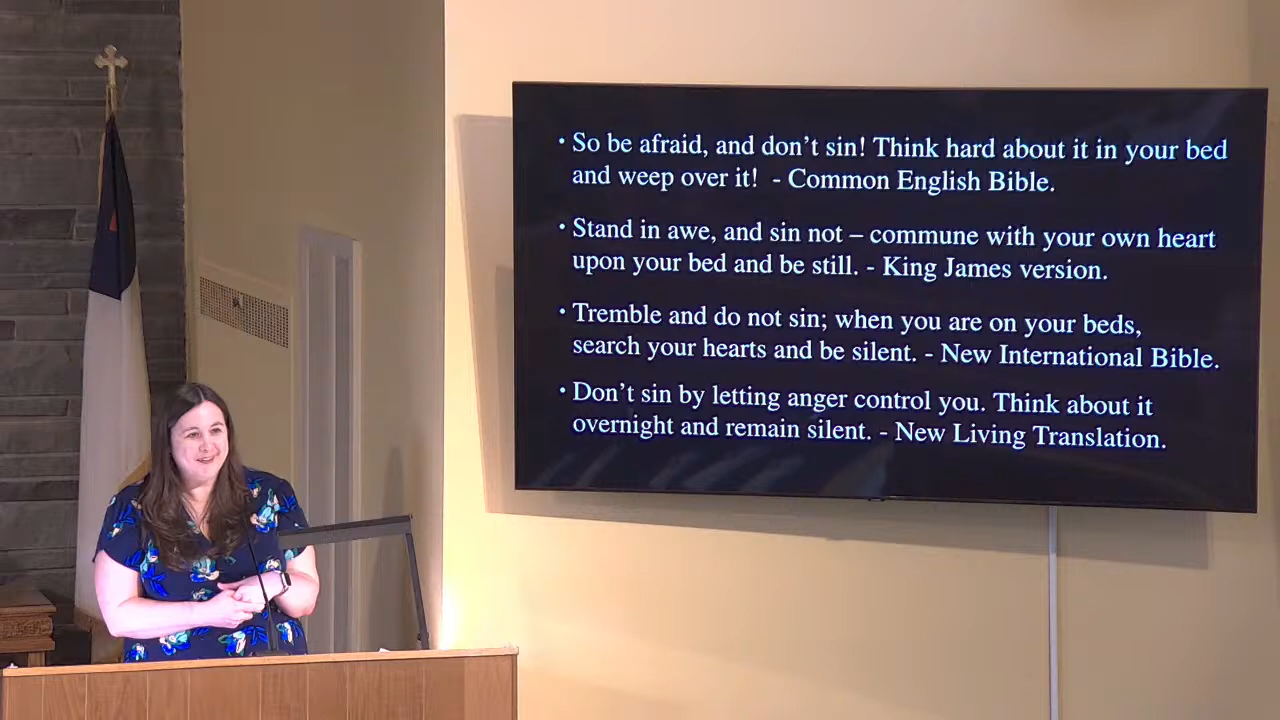 • So be afraid, and don't sin! Think hard about it in your bed
and weep over it!  - Common English Bible.
• Stand in awe, and sin not – commune with your own heart
upon your bed and be still. - King James version.
• Tremble and do not sin; when you are on your beds,
search your hearts and be silent. - New International Bible.
• Don't sin by letting anger control you. Think about it
overnight and remain silent. - New Living Translation.